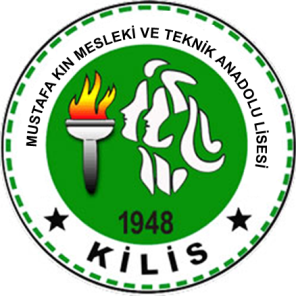 MUSTAFA KIN MESLEKİ VE TEKNİK ANADOLU LİSESİ
1948
KİLİS